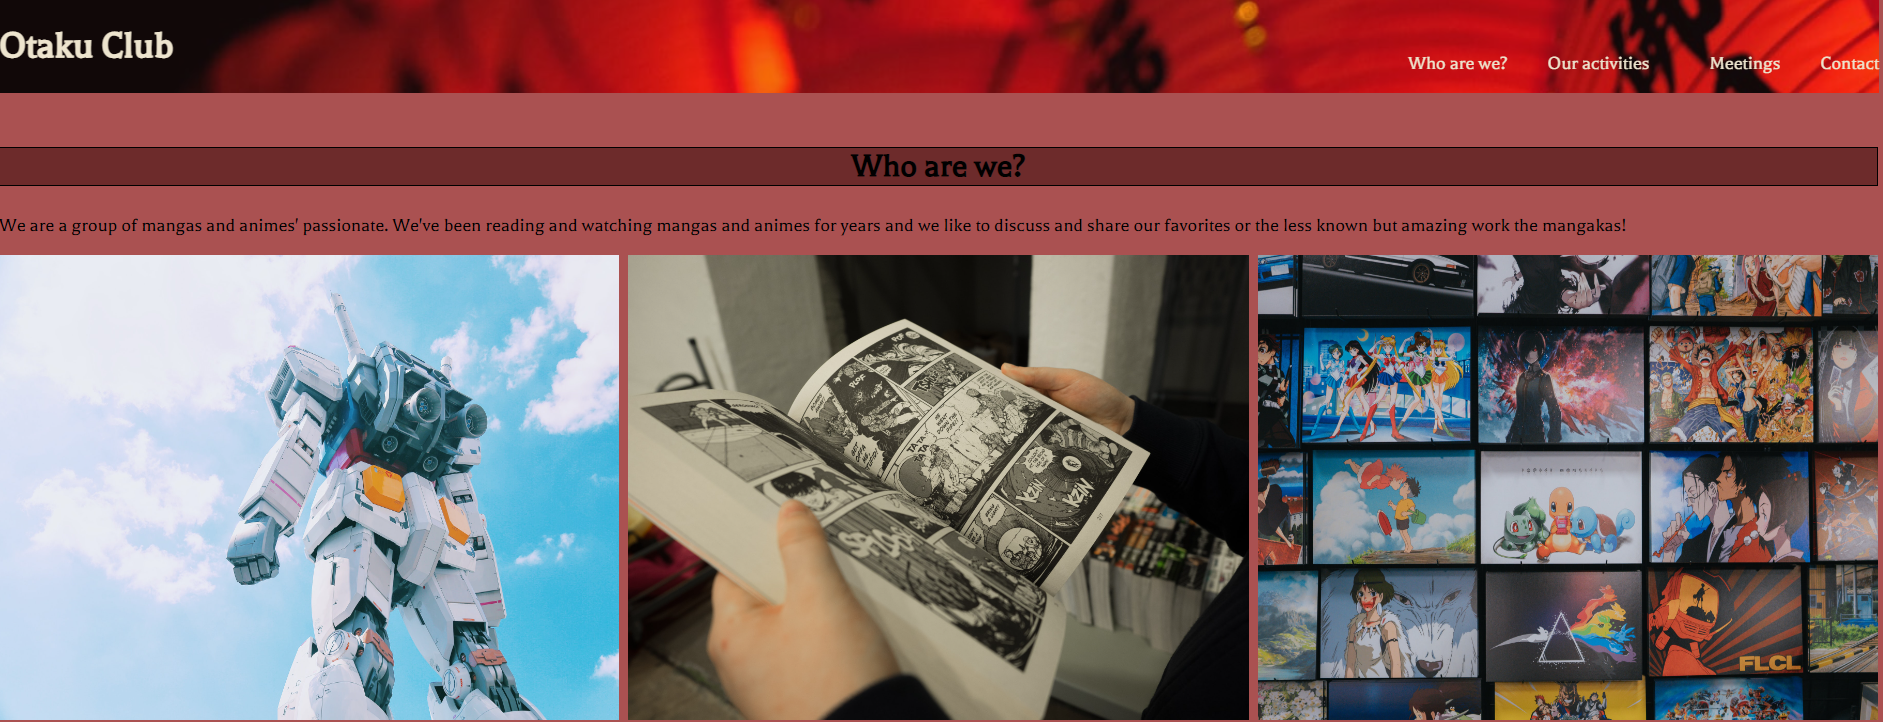 Otaku Club
Who are we?
Our activities
Meetings
Contact
Who are we?
We are a group of mangas and animes' passionate. We've been reading and watching mangas and animes for years and we like to discuss and share our favorites or the less known but amazing work the mangakas!
TA TA
FLCL